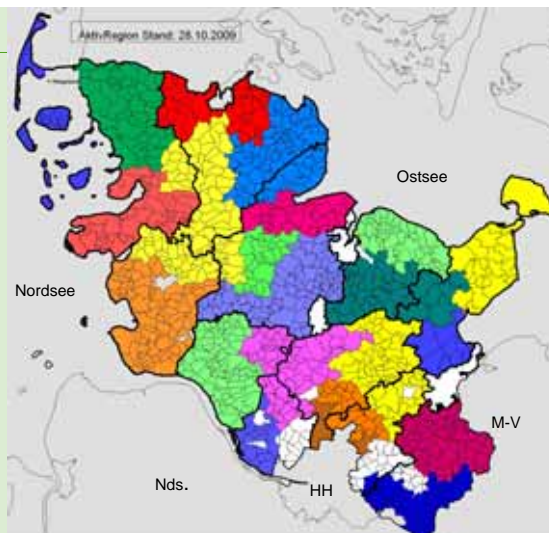 AktivRegion Stand: 28.10.2009
Ostsee
Nordsee
M-V
Nds.
HH